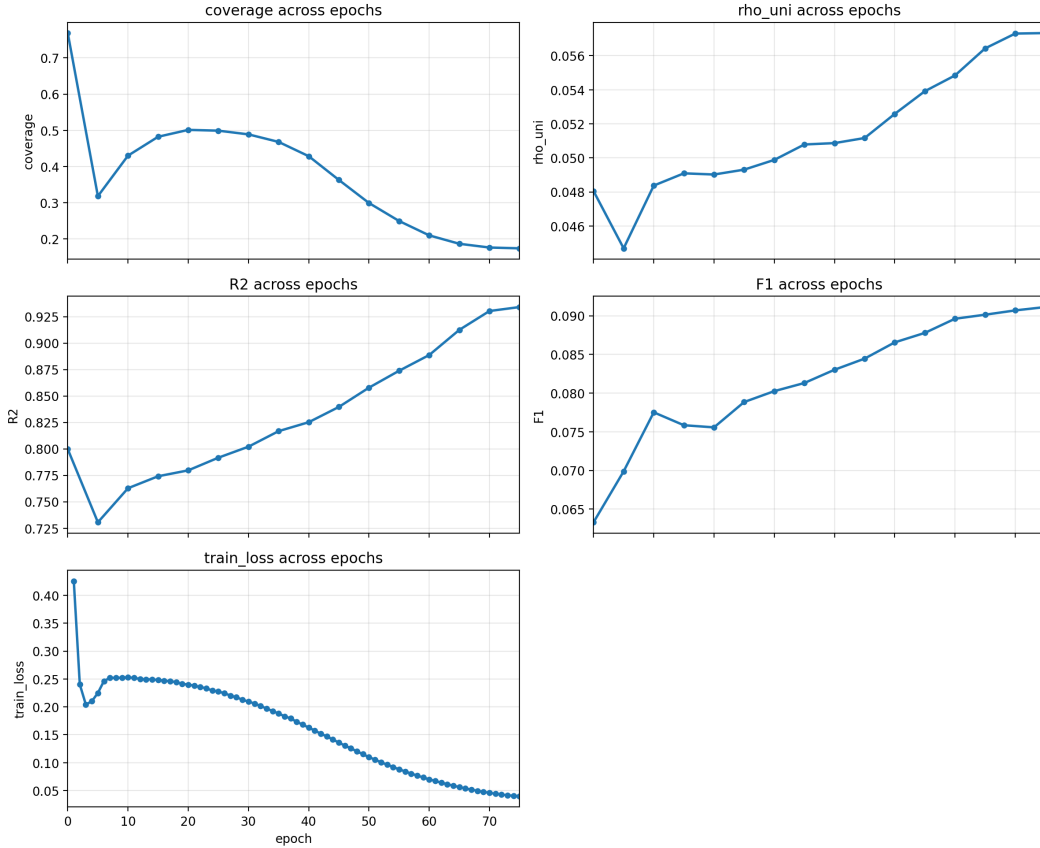 coverage across epochs
0.7
0.6
0.5
0.4
0.3
0.2
coverage
rho_uni across epochs
0.056
0.054
0.052
0.050
0.048
0.046
rho_uni
R2 across epochs
0.925
0.900
0.875
0.850
0.825
0.800
0.775
0.750
0.725
R2
F1 across epochs
0.090
0.085
0.080
0.075
0.070
0.065
F1
train_loss across epochs
0.40
0.35
0.30
0.25
0.20
0.15
0.10
0.05
train_loss
0 10 20 30 40 50 60 70
epoch